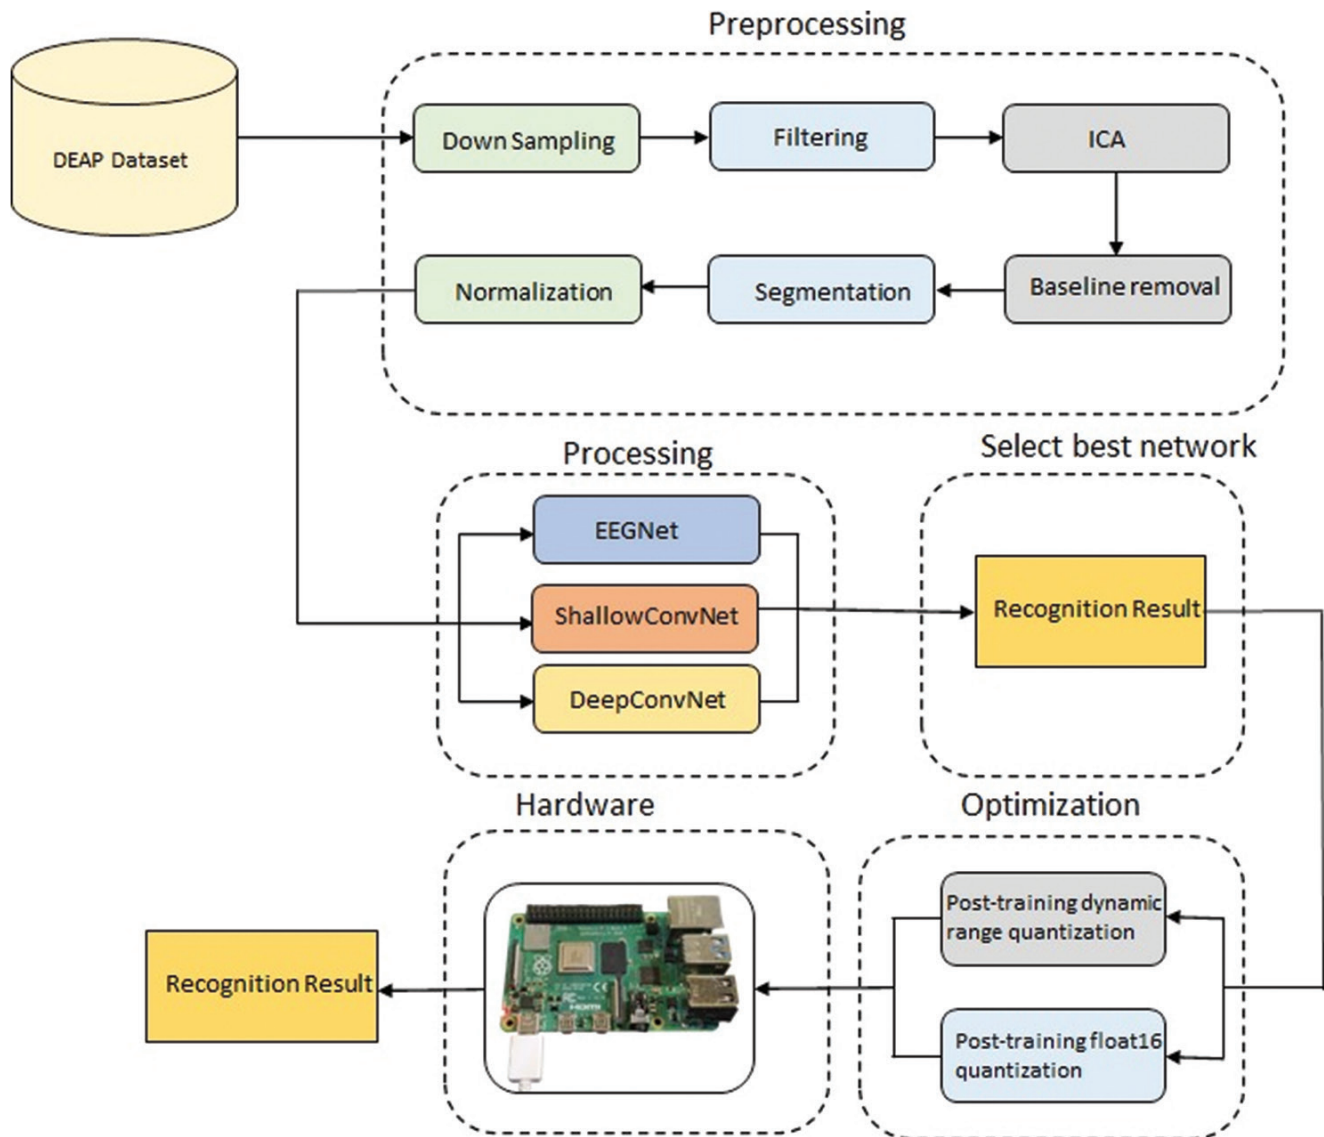 Preprocessing
DEAP Dataset
Down Sampling
Filtering
ICA
Normalization
Segmentation
Baseline removal
Processing
Select best network
EEGNet
ShallowConvNet
DeepConvNet
Recognition Result
Hardware
Optimization
Post-training dynamic
range quantization
Post-training float16
quantization
Recognition Result